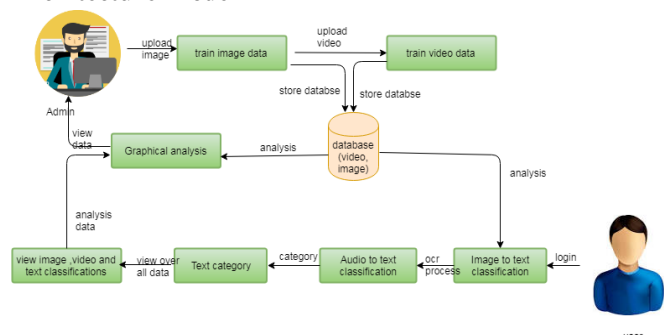 upload
image
train image data
upload
video
train video data
store databse
store databse
Admin
view
data
Graphical analysis
analysis
database
(video,
image)
analysis
analysis
data
view image ,video and
text classifications
view over
all data
Text category
category
Audio to text
classification
ocr
process
Image to text
classification
login